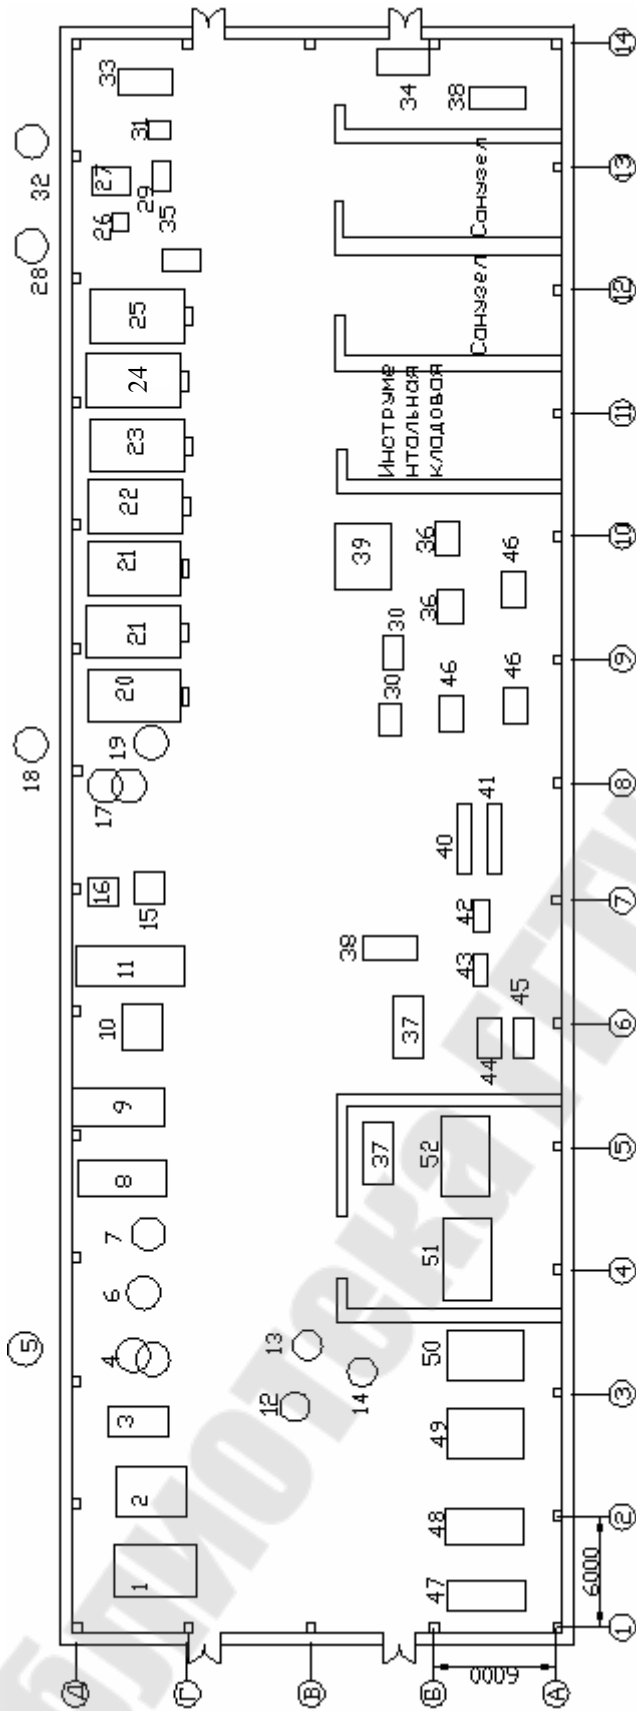 5 18 28 32
Д
1 2 3 4 6 7 8 9 10 11 16 15 17 19 20 21 21 22 23 24 25 26 27 29 31 33
35
Г
12 13
В
14 37 38 37 30 30 39 34
Инструме
нтольная
клодовоя
В
47 48 49 50 51 52 44 43 42 40 41 46 36 36 38
45 46 46
Санузел Санузел
6000
А
6000
1 2 3 4 5 6 7 8 9 10 11 12 13 14
блиотека ГГТУ